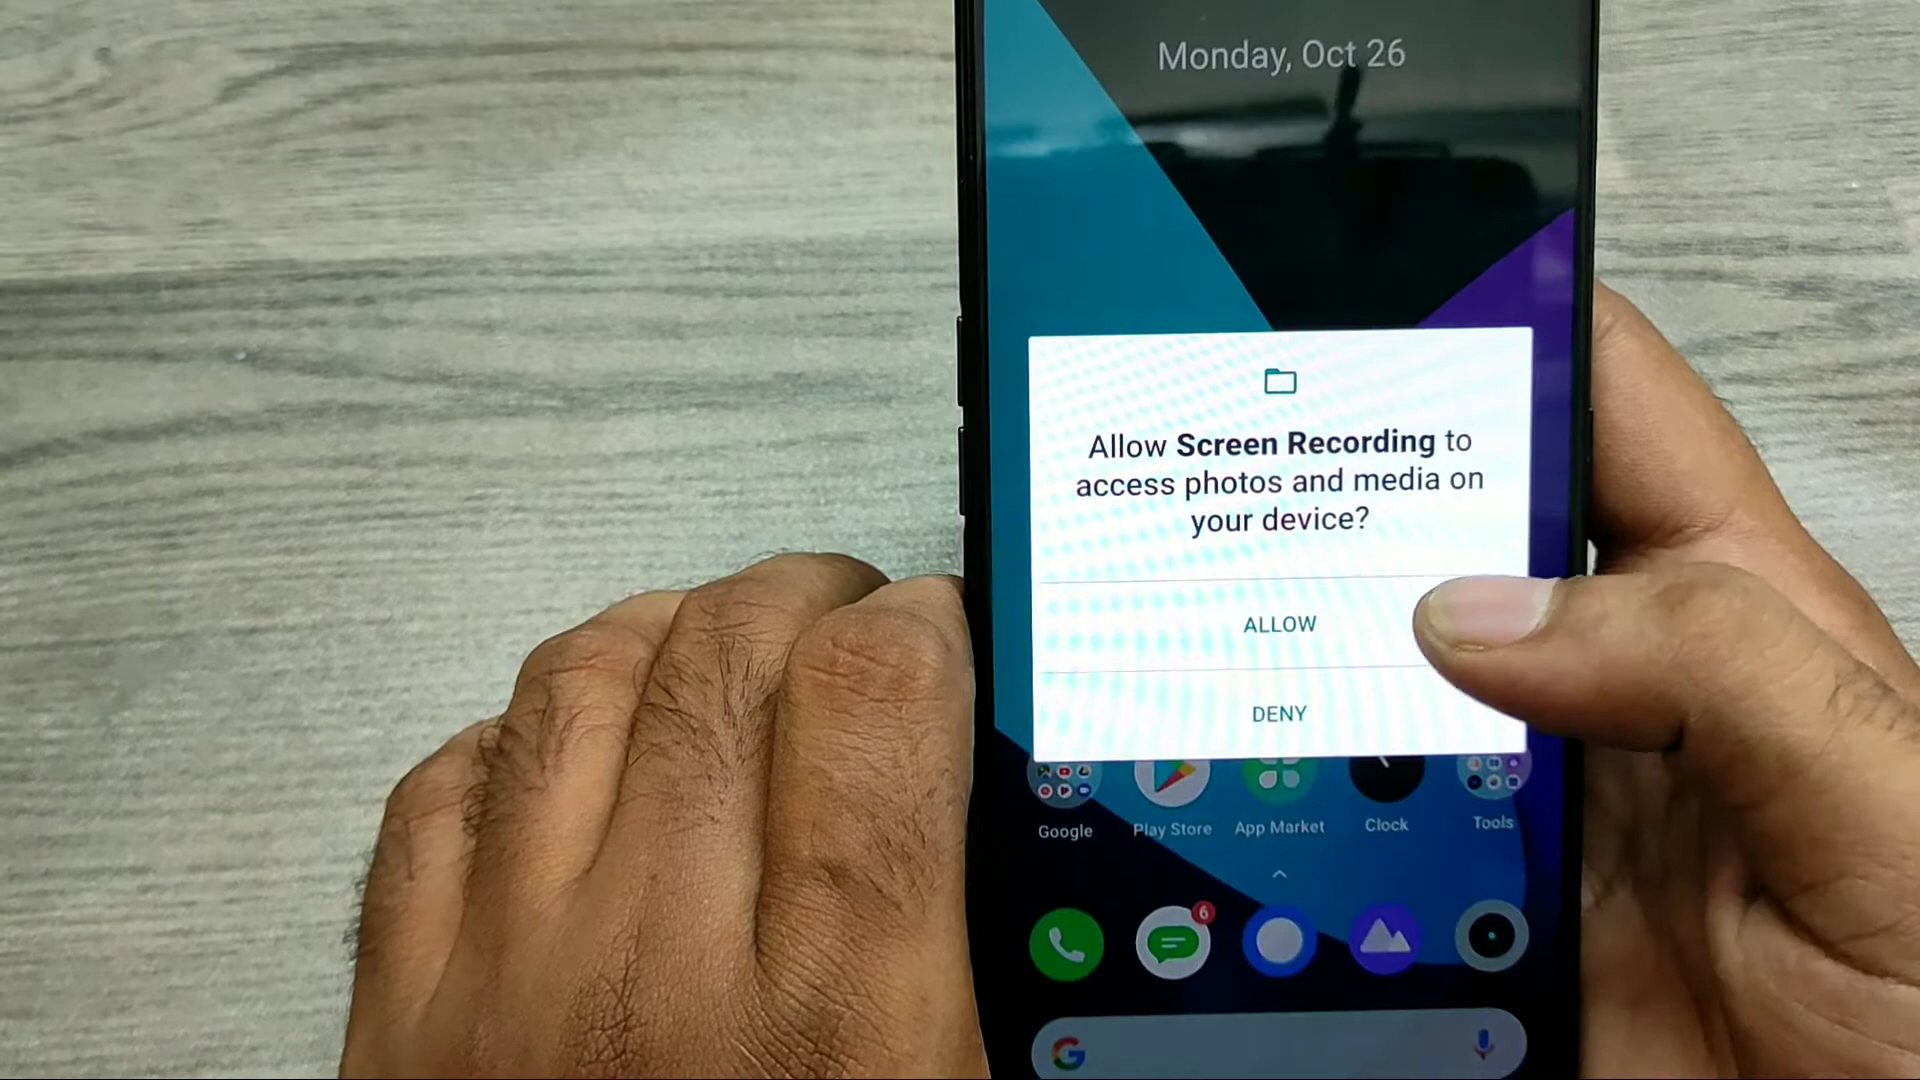 Monday, Oct 26
Allow Screen Recording to
access photos and media on
your device?
ALLOW
DENY
Google
Play Store
App Market
Clock
Tools
6
G